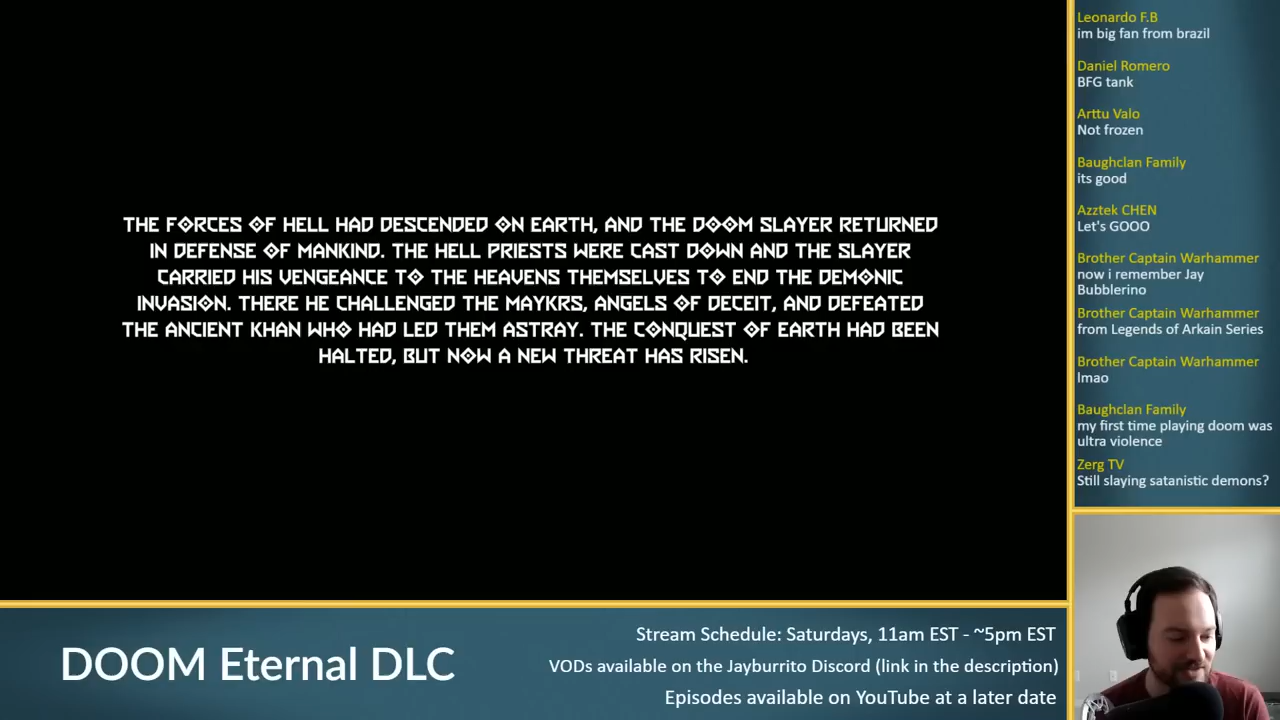 THE FORCES OF HELL HAD DESCENDED ON EARTH, AND THE DOOM SLAYER RETURNED
IN DEFENSE OF MANKIND. THE HELL PRIESTS WERE CAST DOWN AND THE SLAYER
CARRIED HIS VENGEANCE TO THE HEAVENS THEMSELVES TO END THE DEMONIC
INVASION. THERE HE CHALLENGED THE MAYKRS, ANGELS OF DECEIT, AND DEFEATED
THE ANCIENT KHAN WHO HAD LED THEM ASTRAY. THE CONQUEST OF EARTH HAD BEEN
HALTED, BUT NOW A NEW THREAT HAS RISEN.
Leonardo F.B
im big fan from brazil
Daniel Romero
BFG tank
Arttu Valo
Not frozen
Baughclan Family
its good
Azztek CHEN
Let's GOOO
Brother Captain Warhammer
now i remember Jay
Bubblerino
Brother Captain Warhammer
from Legends of Arkain Series
Brother Captain Warhammer
lmao
Baughclan Family
my first time playing doom was
ultra violence
Zerg TV
Still slaying satanistic demons?
DOOM Eternal DLC
Stream Schedule: Saturdays, 11am EST - ~5pm EST
VODs available on the Jayburrito Discord (link in the description)
Episodes available on YouTube at a later date